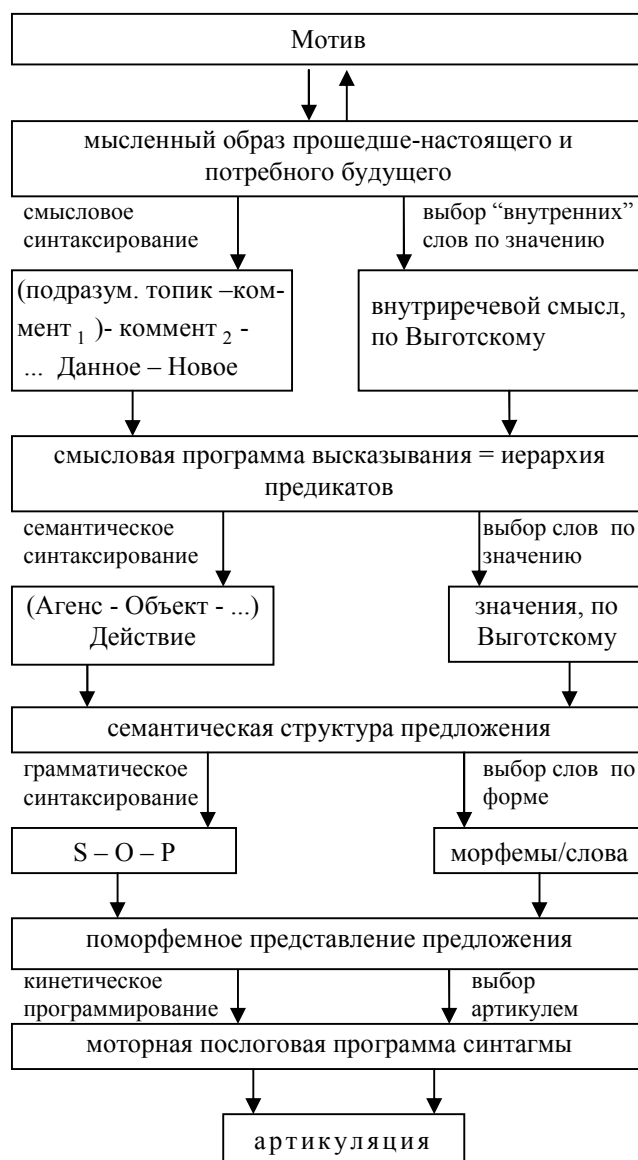 Мотив
мысленный образ прошедше-настоящего и
потребного будущего
смысловое
синтаксирование
выбор “внутренних”
слов по значению
(подразум. топик –ком-
мент 1 )- коммент 2 -
... Данное – Новое
внутриречевой смысл,
по Выготскому
смысловая программа высказывания = иерархия
предикатов
семантическое
синтаксирование
выбор слов по
значению
(Агенс - Объект - ...)
Действие
значения, по
Выготскому
семантическая структура предложения
грамматическое
синтаксирование
выбор слов по
форме
S – O – P
морфемы/слова
поморфемное представление предложения
кинетическое
программирование
выбор
артикулем
моторная послоговая программа синтагмы
артикуляция